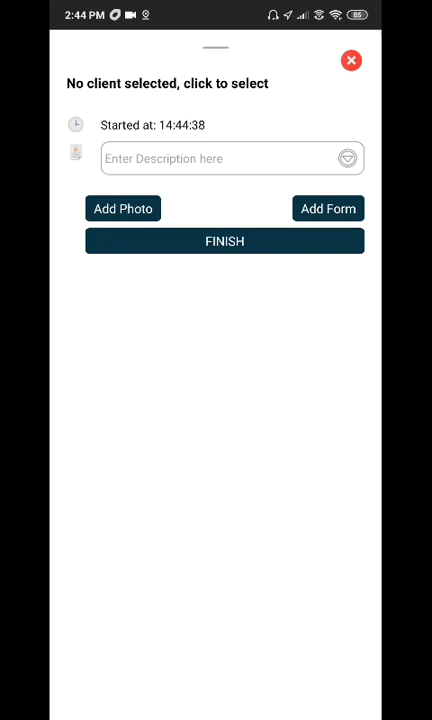 2:44 PM
85
No client selected, click to select
Started at: 14:44:38
Enter Description here
Add Photo
Add Form
FINISH